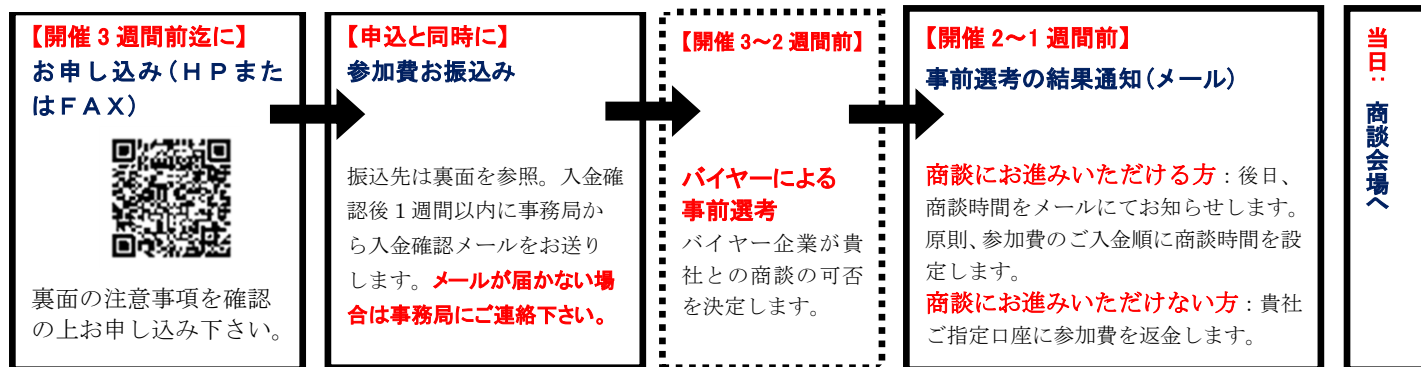 【開催３週間前迄に】
お申し込み（ＨＰまた
はＦＡＸ）
裏面の注意事項を確認
の上お申し込み下さい。
【申込と同時に】
参加費お振込み
振込先は裏面を参照。入金確
認後１週間以内に事務局か
ら入金確認メールをお送り
します。メールが届かない場
合は事務局にご連絡下さい。
【開催 3～2 週間前】
バイヤーによる
事前選考
バイヤー企業が貴
社との商談の可否
を決定します。
【開催 2～1 週間前】
事前選考の結果通知（メール）
商談にお進みいただける方：後日、
商談時間をメールにてお知らせします。
原則、参加費のご入金順に商談時間を設
定します。
商談にお進みいただけない方：貴社
ご指定口座に参加費を返金します。
当日： 商談会場へ